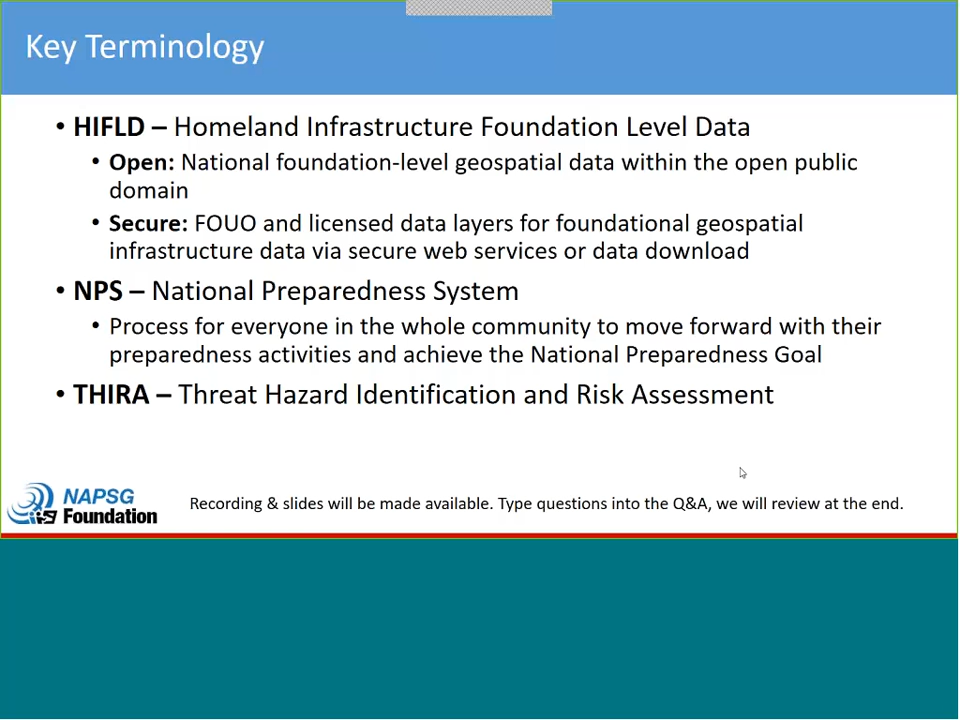 Key Terminology
• HIFLD – Homeland Infrastructure Foundation Level Data
• Open: National foundation-level geospatial data within the open public
domain
• Secure: FOUO and licensed data layers for foundational geospatial
infrastructure data via secure web services or data download
• NPS – National Preparedness System
• Process for everyone in the whole community to move forward with their
preparedness activities and achieve the National Preparedness Goal
• THIRA – Threat Hazard Identification and Risk Assessment
NAPSG
Foundation
Recording & slides will be made available. Type questions into the Q&A, we will review at the end.